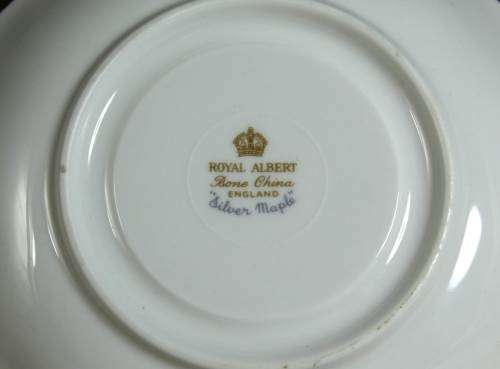 ROYAL ALBERT
Bone China
ENGLAND
"Silver Maple"